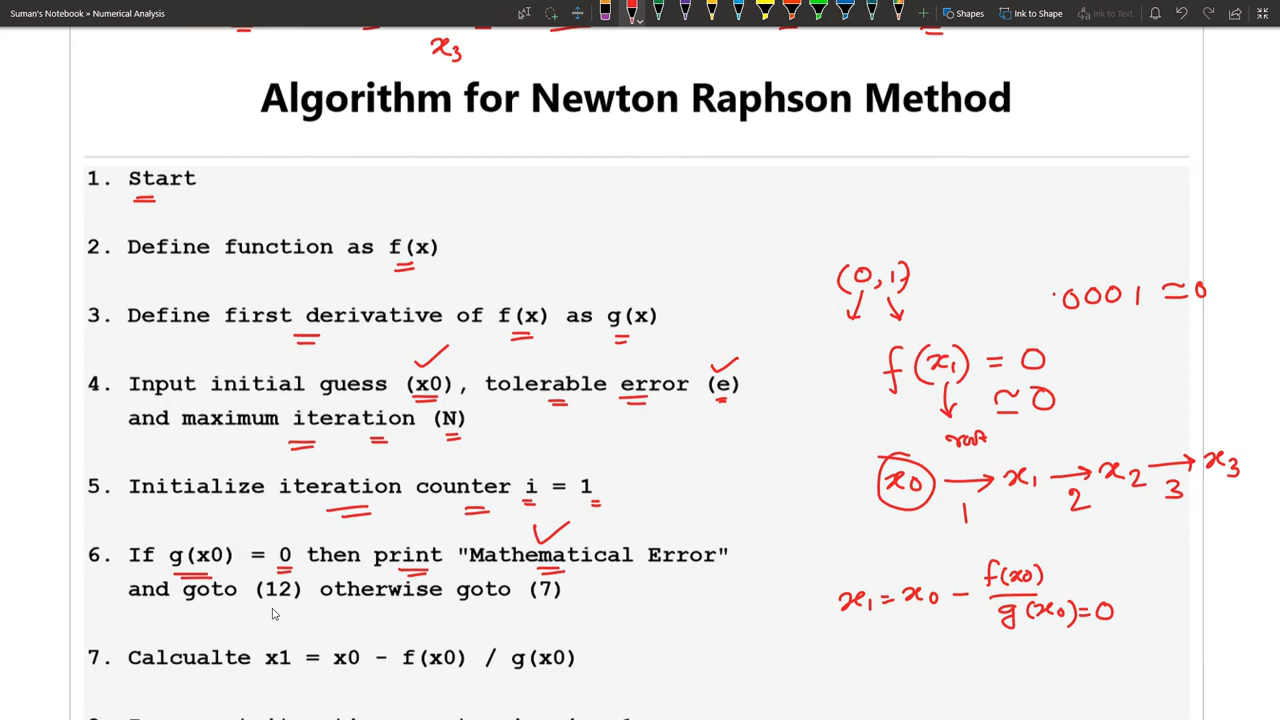 Suman's Notebook » Numerical Analysis
Shapes
Ink to Shape
Ink to Text
x3
Algorithm for Newton Raphson Method
1. Start
2. Define function as f(x)
3. Define first derivative of f(x) as g(x)
4. Input initial guess (x0), tolerable error (e)
and maximum iteration (N)
5. Initialize iteration counter i = 1
6. If g(x0) = 0 then print "Mathematical Error"
and goto (12) otherwise goto (7)
7. Calcualte x1 = x0 - f(x0) / g(x0)
(0,1)
.0001 ≃0
f(x1) = 0
≃ 0
root
x0 → x1 → x2 → x3
1 2 3
x1 = x0 - f(x0)
g(x0)=0